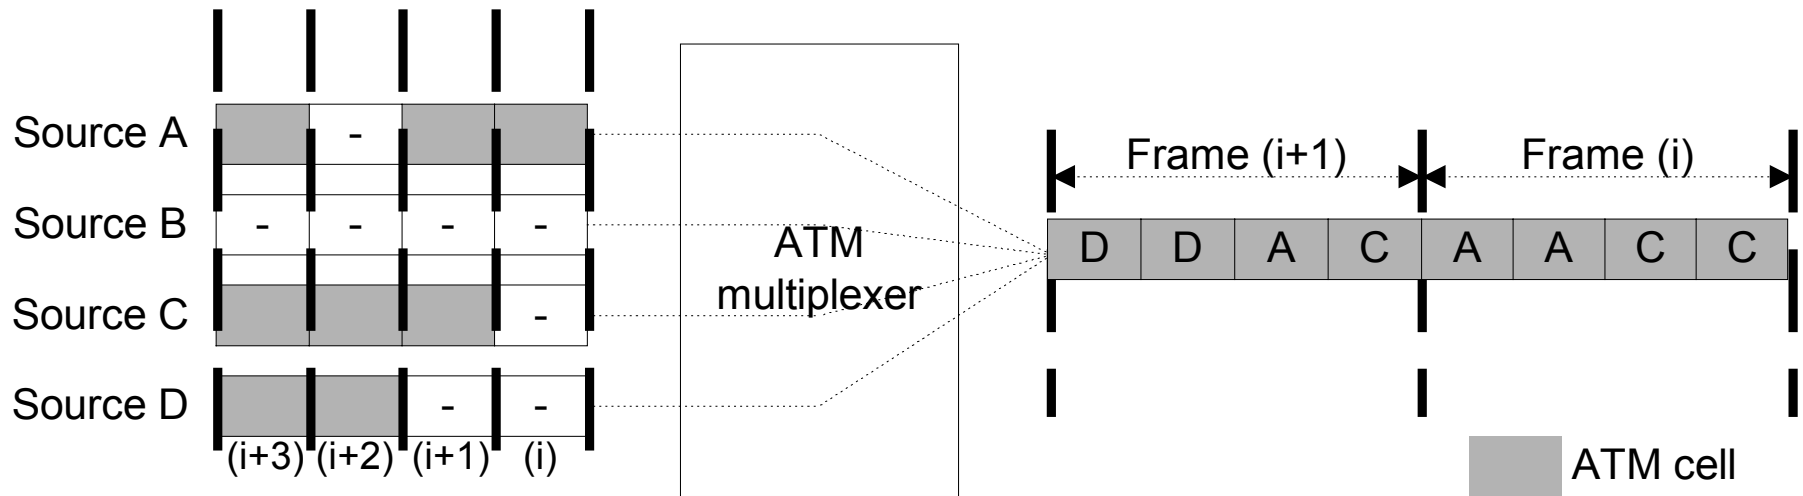 Source A
-
Source B
- - - -
Source C
-
Source D
- -
(i+3) (i+2) (i+1) (i)
ATM
multiplexer
Frame (i+1) Frame (i)
D D A C A A C C
ATM cell